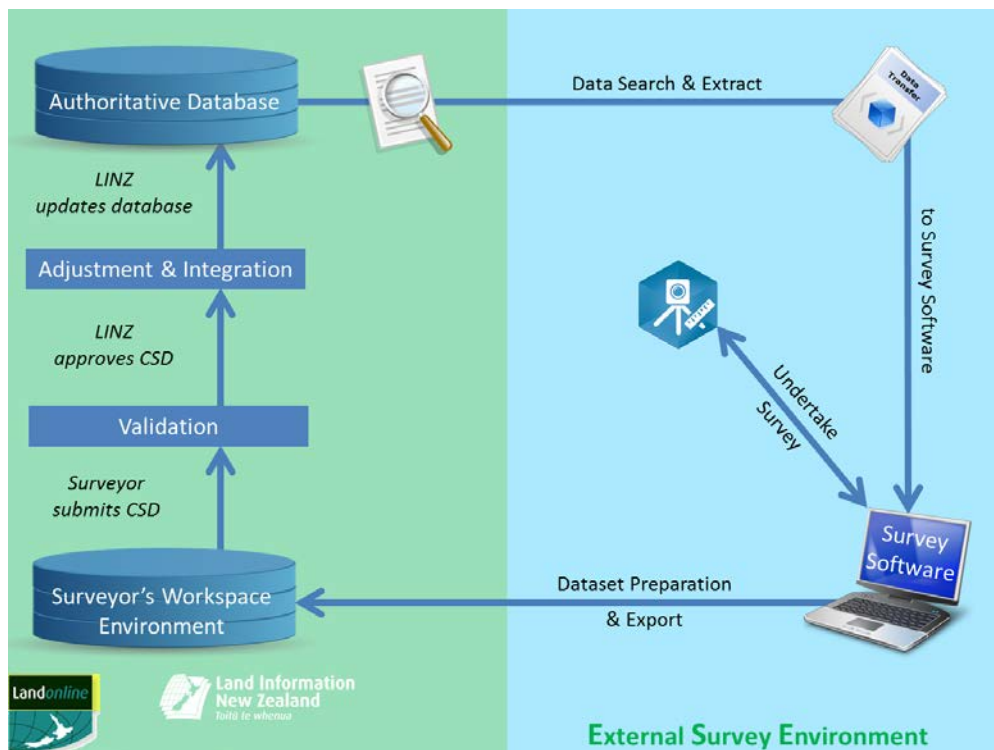 Authoritative Database
Data Search & Extract
Data
Transfer
LINZ
updates database
to Survey Software
Adjustment & Integration
LINZ
approves CSD
Undertake
Survey
Validation
Surveyor
submits CSD
Survey
Software
Surveyor’s Workspace
Environment
Dataset Preparation
& Export
Landonline
Land Information
New Zealand
Toitū te whenua
External Survey Environment